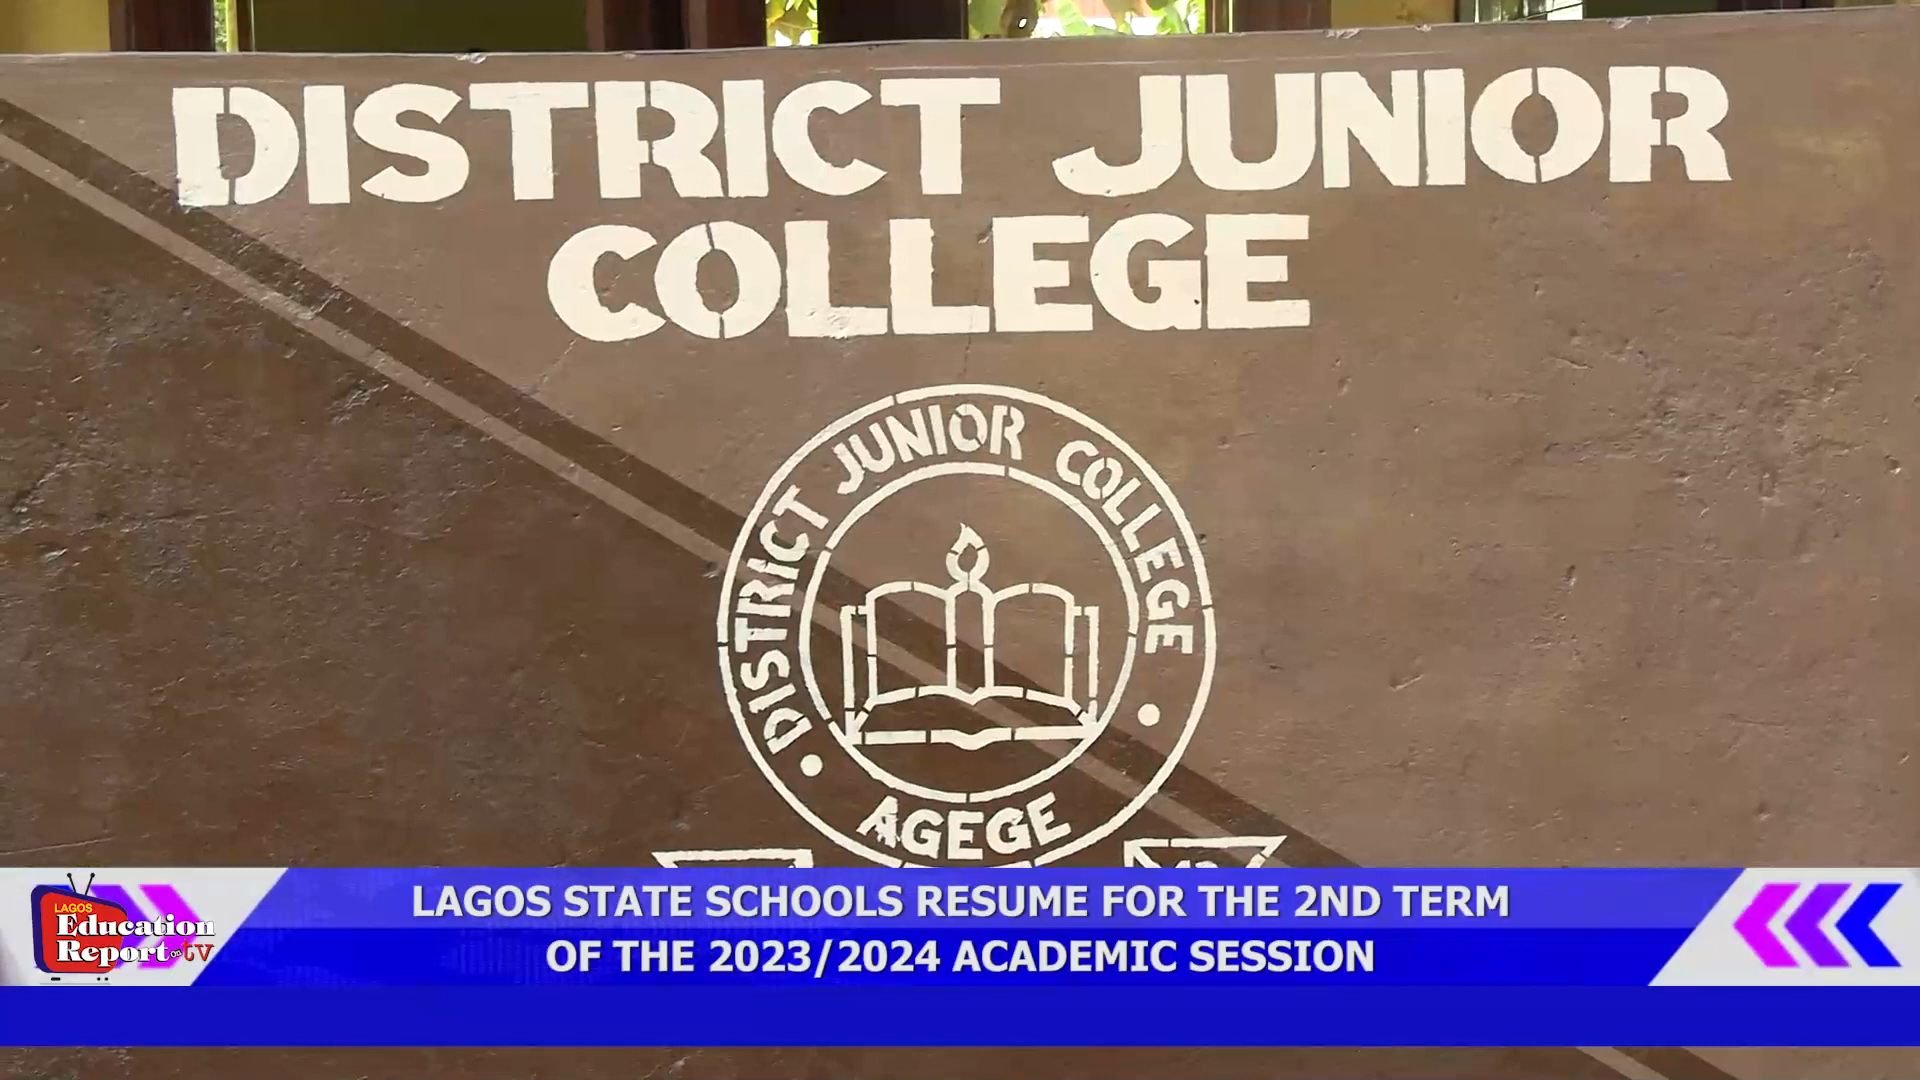 DISTRICT JUNIOR
COLLEGE
DISTRICT JUNIOR COLLEGE
AGEGE
LAGOS STATE SCHOOLS RESUME FOR THE 2ND TERM
OF THE 2023/2024 ACADEMIC SESSION
LAGOS
Education
Report on tv